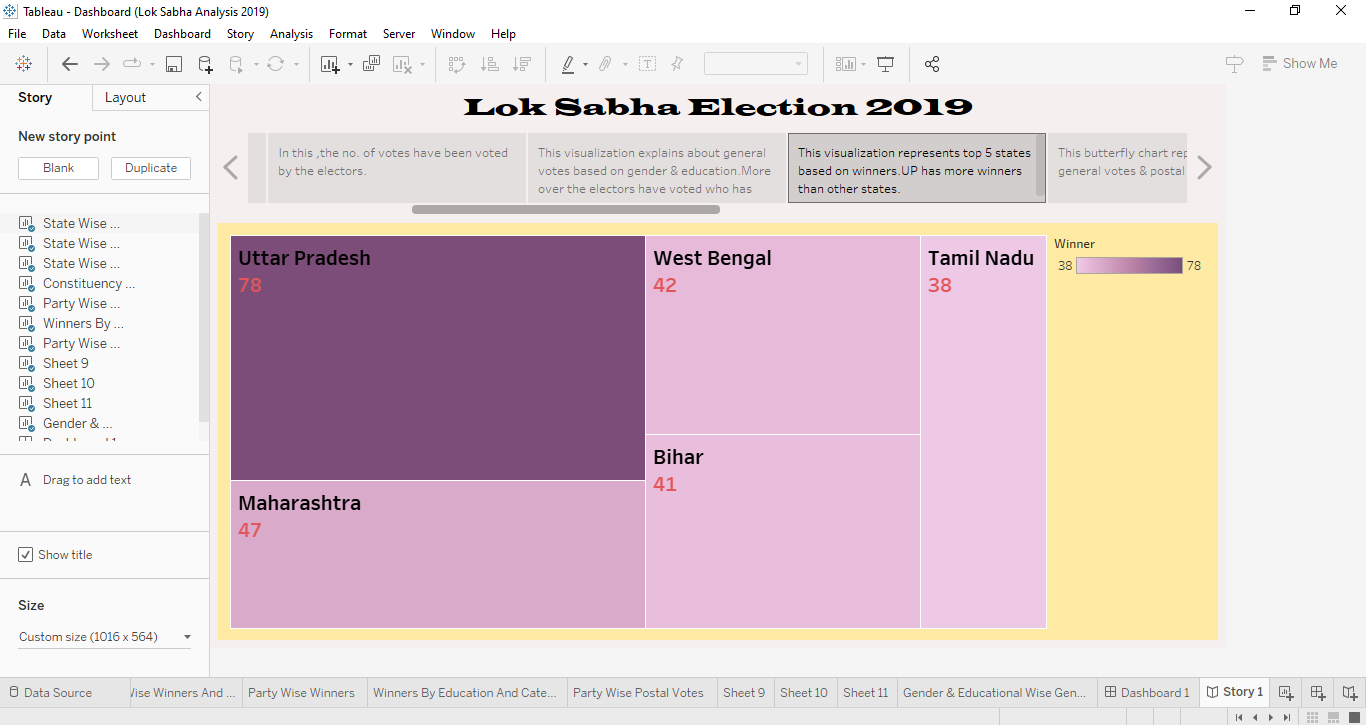 Tableau - Dashboard (Lok Sabha Analysis 2019)
File Data Worksheet Dashboard Story Analysis Format Server Window Help
Show Me
Story Layout
New story point
Blank Duplicate
State Wise ...
State Wise ...
State Wise ...
Constituency ...
Party Wise ...
Winners By ...
Party Wise ...
Sheet 9
Sheet 10
Sheet 11
Gender & ...
A Drag to add text
Show title
Size
Custom size (1016 x 564)
Lok Sabha Election 2019
In this ,the no. of votes have been voted
by the electors.
This visualization explains about general
votes based on gender & education.More
over the electors have voted who has
This visualization represents top 5 states
based on winners.UP has more winners
than other states.
This butterfly chart rep
general votes & postal
Uttar Pradesh
78
Maharashtra
47
West Bengal
42
Bihar
41
Tamil Nadu
38
Winner
38 78
Data Source Wise Winners And ... Party Wise Winners Winners By Education And Cate... Party Wise Postal Votes Sheet 9 Sheet 10 Sheet 11 Gender & Educational Wise Gen... Dashboard 1 Story 1